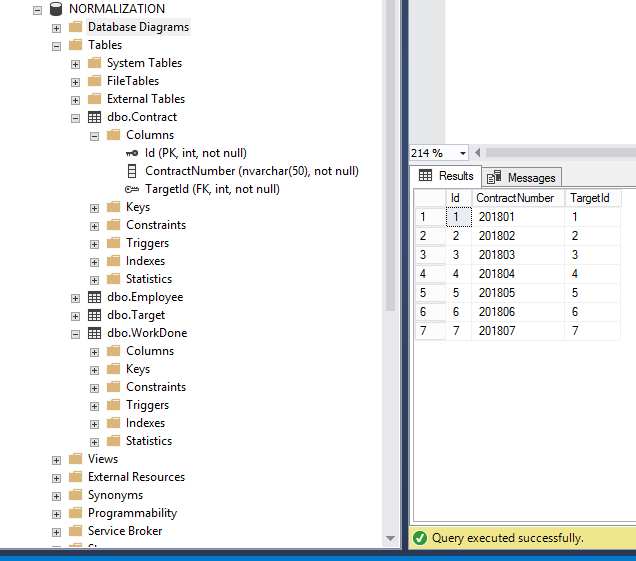 NORMALIZATION
Database Diagrams
Tables
System Tables
FileTables
External Tables
dbo.Contract
Columns
Id (PK, int, not null)
ContractNumber (nvarchar(50), not null)
TargetId (FK, int, not null)
Keys
Constraints
Triggers
Indexes
Statistics
dbo.Employee
dbo.Target
dbo.WorkDone
Columns
Keys
Constraints
Triggers
Indexes
Statistics
Views
External Resources
Synonyms
Programmability
Service Broker
214 %
Results Messages
Id ContractNumber TargetId
1 1 201801 1
2 2 201802 2
3 3 201803 3
4 4 201804 4
5 5 201805 5
6 6 201806 6
7 7 201807 7
Query executed successfully.